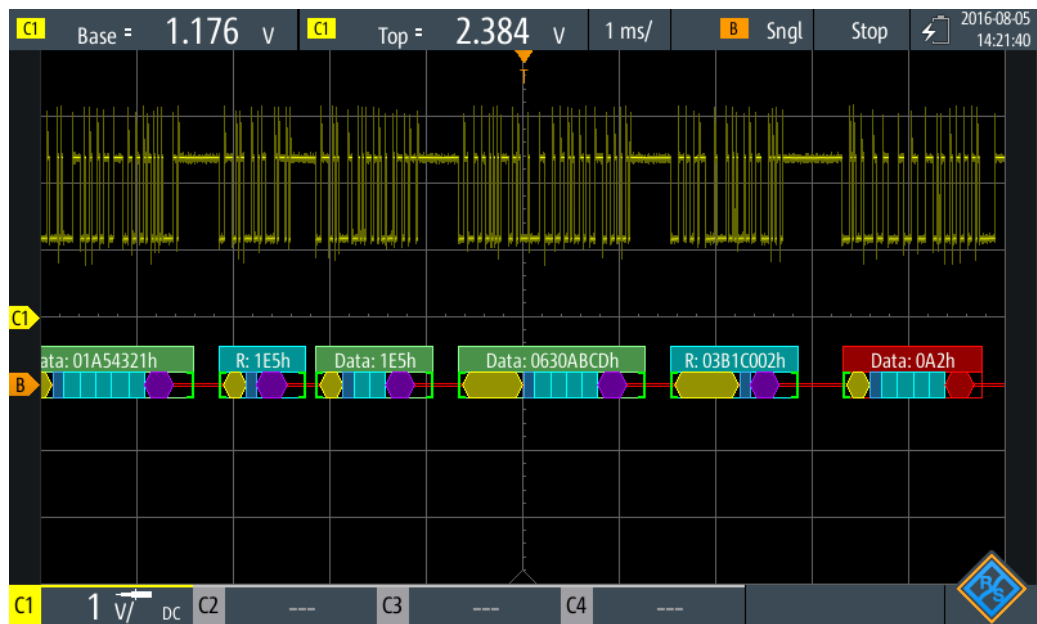 C1 Base = 1.176 V C1 Top = 2.384 V 1 ms/ B Sngl Stop 2016-08-05
14:21:40
T
C1
ata: 01A54321h R: 1E5h Data: 1E5h Data: 0630ABCDh R: 03B1C002h Data: 0A2h
B
C1 1 V/ DC C2 --- C3 --- C4 ---
R S